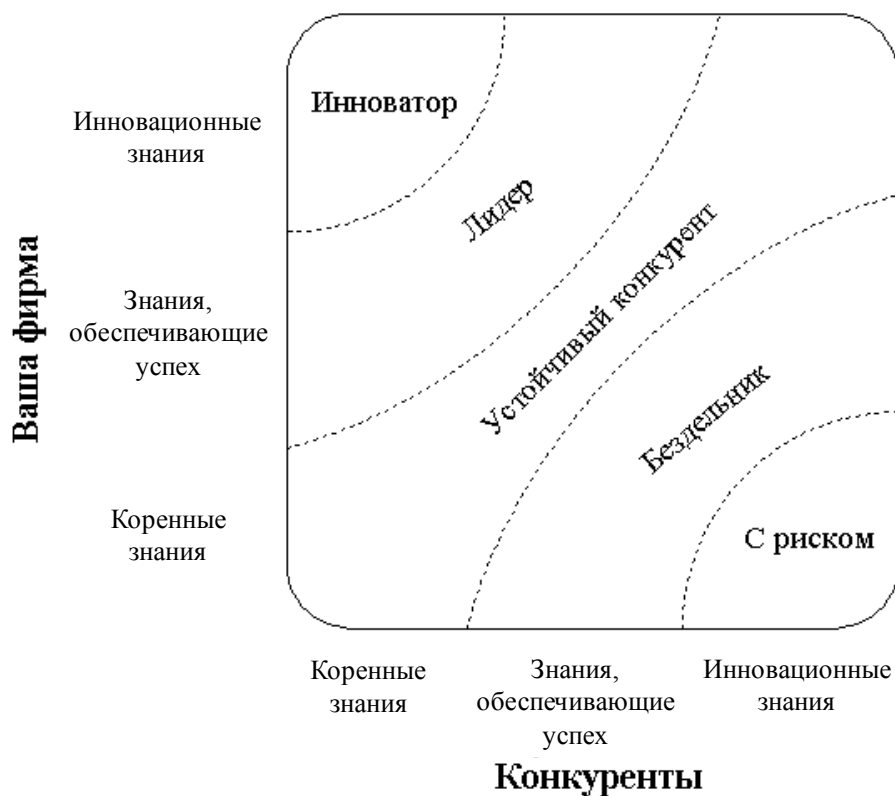 Инноватор
Инновационные
знания
Лидер
Устойчивый конкурент
Ваша фирма
Знания,
обеспечивающие
успех
Бездельник
Коренные
знания
С риском
Коренные
знания
Знания,
обеспечивающие
успех
Инновационные
знания
Конкуренты